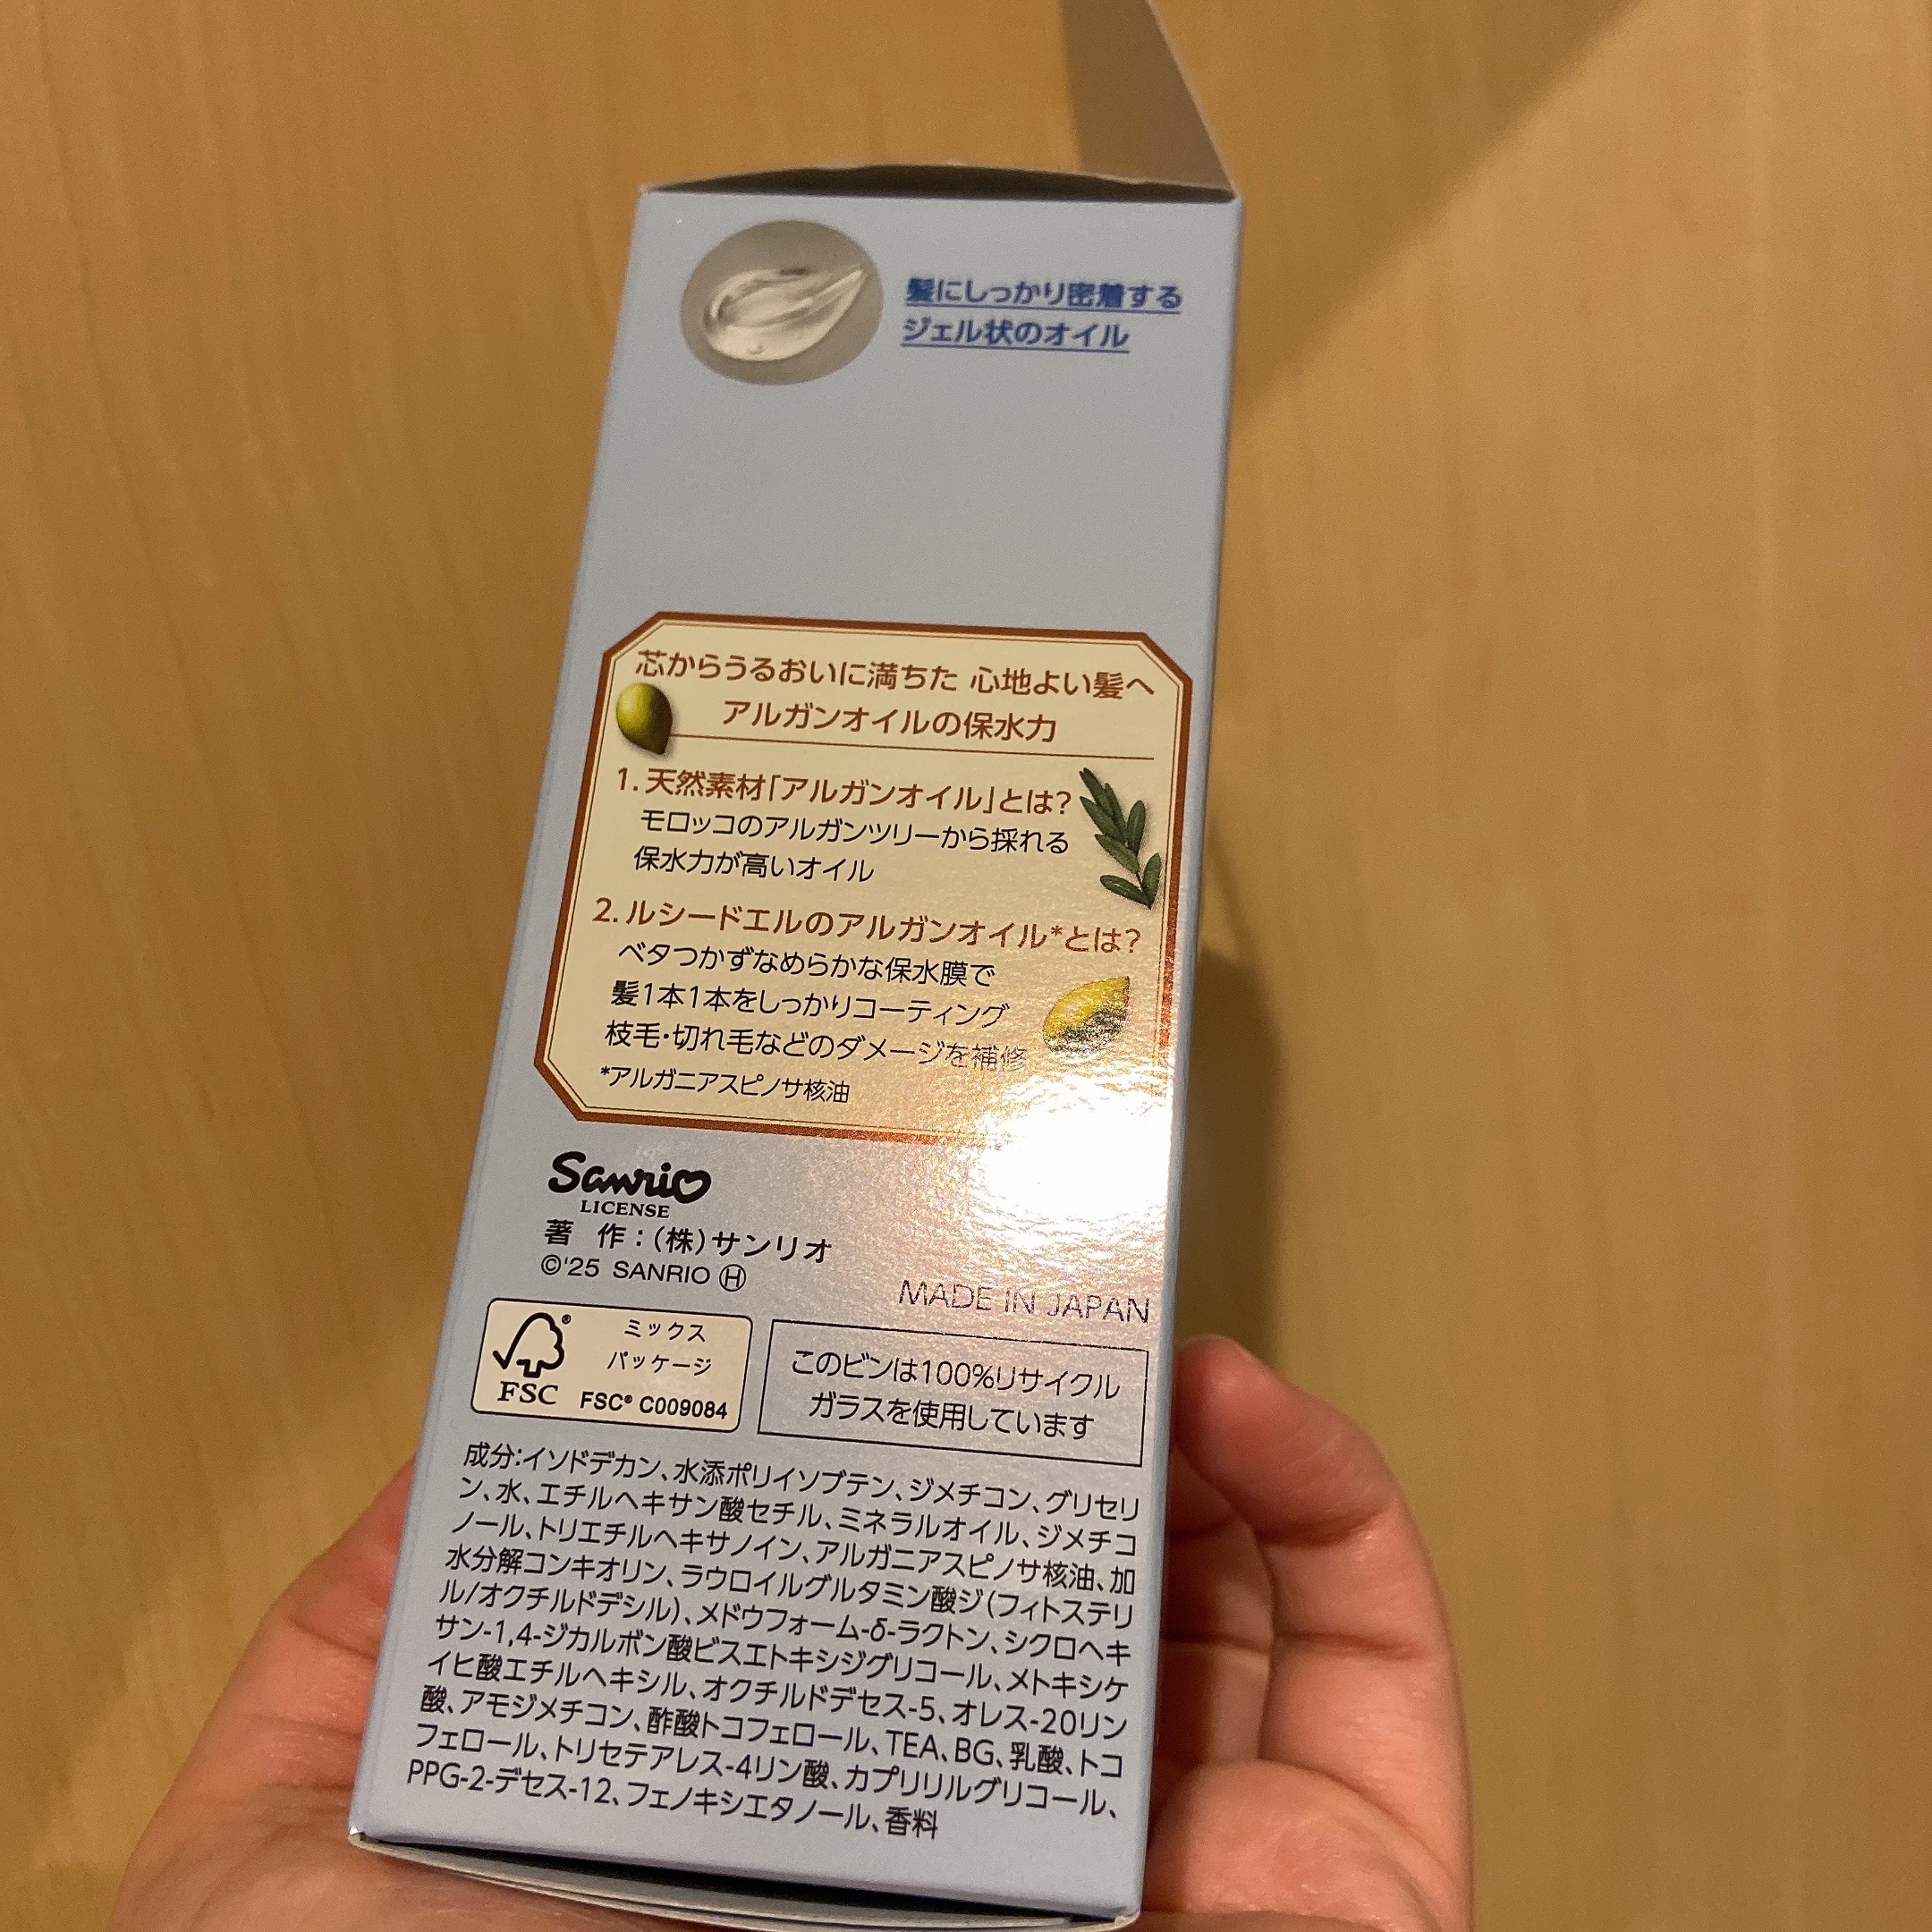 髪にしっかり密着する
ジェル状のオイル
芯からうるおいに満ちた 心地よい髪へ
アルガンオイルの保水力
1. 天然素材「アルガンオイル」とは?
モロッコのアルガンツリーから採れる
保水力が高いオイル
2. ルシードエルのアルガンオイル*とは?
ベタつかずなめらかな保水膜で
髪1本1本をしっかりコーティング
枝毛・切れ毛などのダメージを補修
*アルガニアスピノサ核油
Sanrio
LICENSE
著 作:(株)サンリオ
©'25 SANRIO Ⓗ
MADE IN JAPAN
ミックス
パッケージ
FSC
FSC® C009084
このビンは100%リサイクル
ガラスを使用しています
成分:イソドデカン、水添ポリイソブテン、ジメチコン、グリセリ
ン、水、エチルヘキサン酸セチル、ミネラルオイル、ジメチコ
ノール、トリエチルヘキサノイン、アルガニアスピノサ核油、加
水分解コンキオリン、ラウロイルグルタミン酸ジ(フィトステリ
ル/オクチルドデシル)、メドウフォーム-δ-ラクトン、シクロヘキ
サン-1,4-ジカルボン酸ビスエトキシジグリコール、メトキシケ
イヒ酸エチルヘキシル、オクチルドデセス-5、オレス-20リン
酸、アモジメチコン、酢酸トコフェロール、TEA、BG、乳酸、トコ
フェロール、トリセテアレス-4リン酸、カプリリルグリコール、
PPG-2-デセス-12、フェノキシエタノール、香料